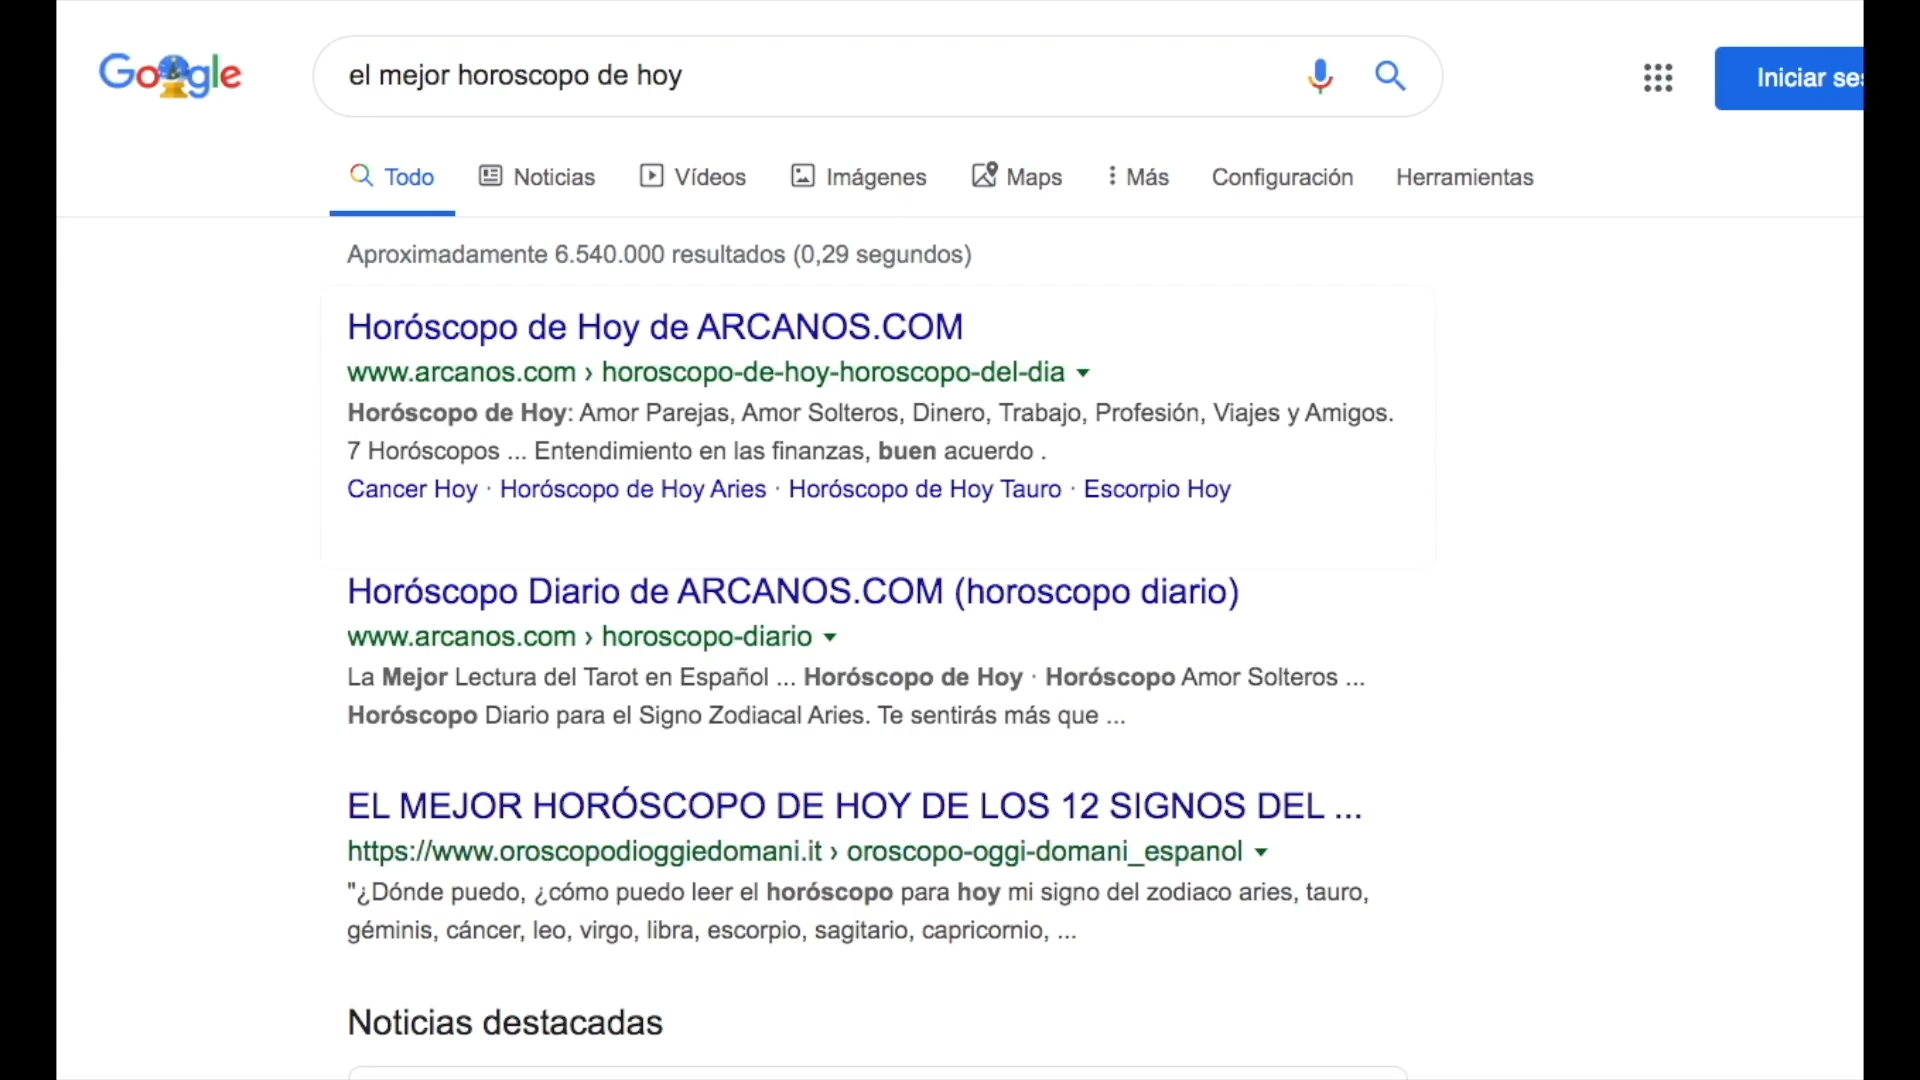 Google
el mejor horoscopo de hoy
Iniciar ses
Todo Noticias Vídeos Imágenes Maps Más Configuración Herramientas
Aproximadamente 6.540.000 resultados (0,29 segundos)
Horóscopo de Hoy de ARCANOS.COM
www.arcanos.com › horoscopo-de-hoy-horoscopo-del-dia
Horóscopo de Hoy: Amor Parejas, Amor Solteros, Dinero, Trabajo, Profesión, Viajes y Amigos.
7 Horóscopos ... Entendimiento en las finanzas, buen acuerdo .
Cancer Hoy · Horóscopo de Hoy Aries · Horóscopo de Hoy Tauro · Escorpio Hoy
Horóscopo Diario de ARCANOS.COM (horoscopo diario)
www.arcanos.com › horoscopo-diario
La Mejor Lectura del Tarot en Español ... Horóscopo de Hoy · Horóscopo Amor Solteros ...
Horóscopo Diario para el Signo Zodiacal Aries. Te sentirás más que ...
EL MEJOR HORÓSCOPO DE HOY DE LOS 12 SIGNOS DEL ...
https://www.oroscopodioggiedomani.it › oroscopo-oggi-domani_espanol
"¿Dónde puedo, ¿cómo puedo leer el horóscopo para hoy mi signo del zodiaco aries, tauro,
géminis, cáncer, leo, virgo, libra, escorpio, sagitario, capricornio, ...
Noticias destacadas